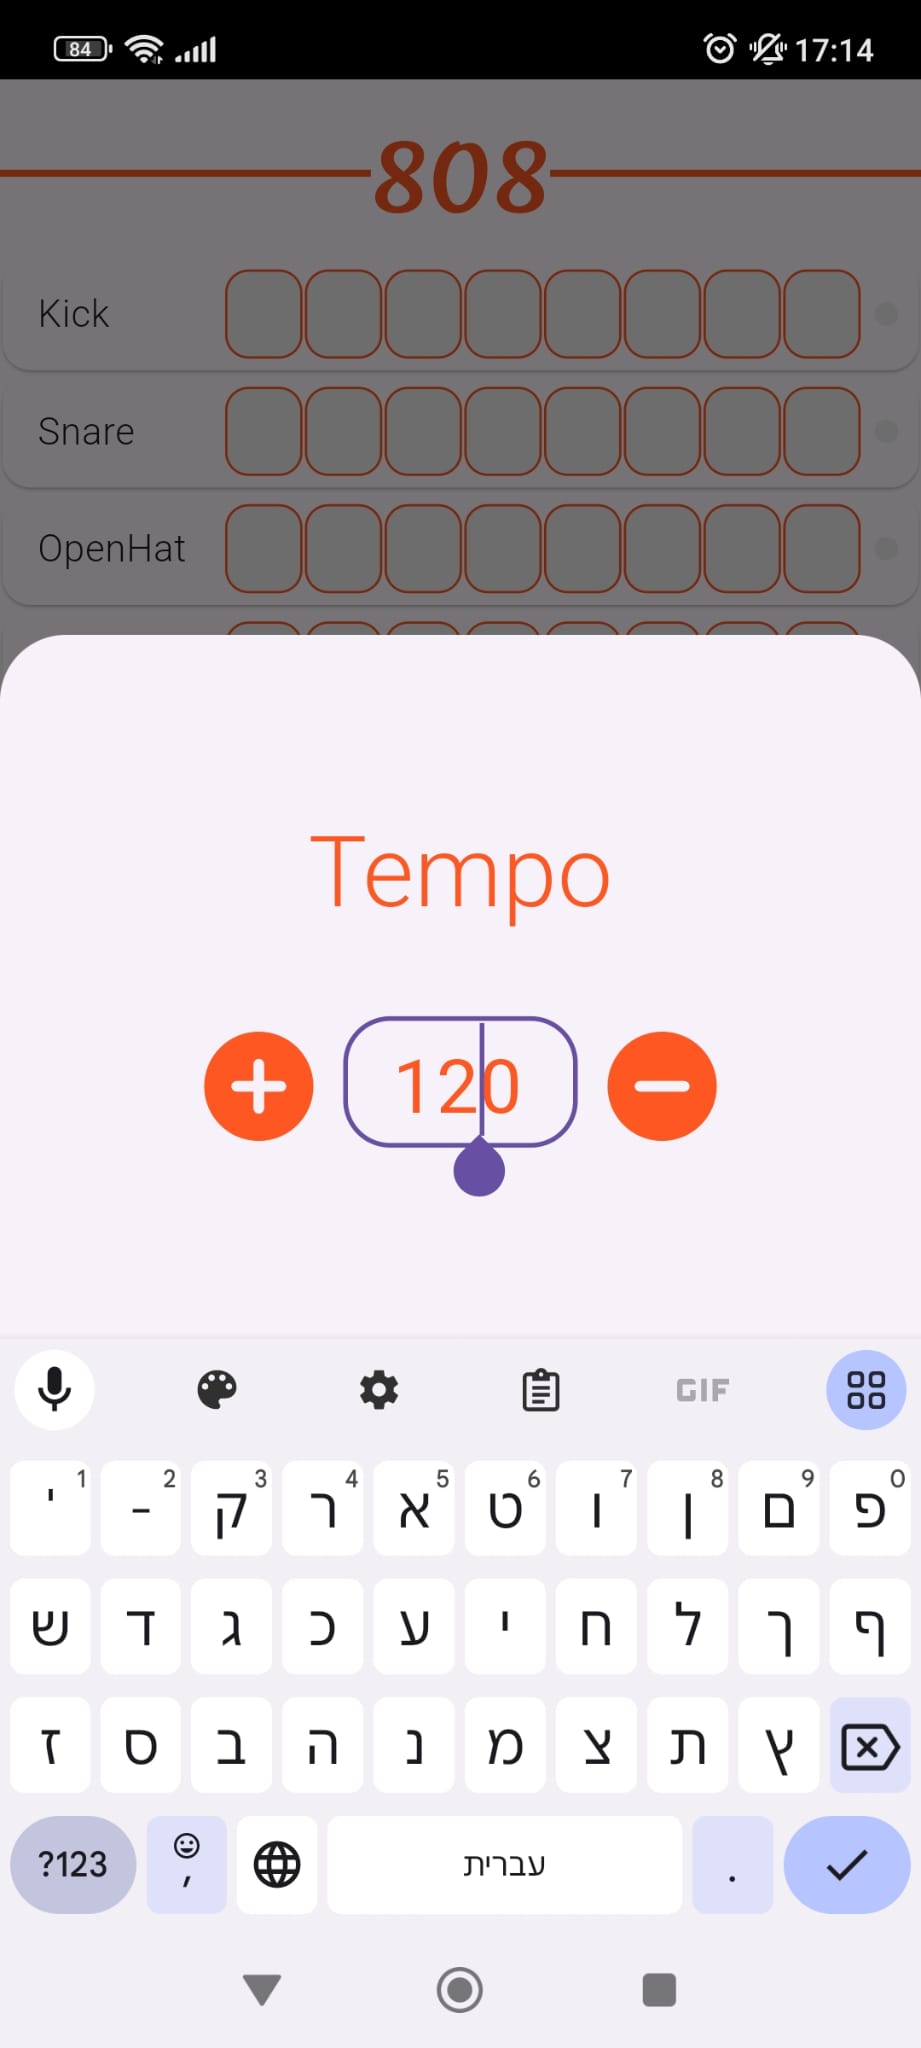 84 17:14
808
Kick
Snare
OpenHat
Tempo
120
GIF
' 1 - 2 ק 3 ר 4 א 5 ט 6 ו 7 ן 8 ם 9 פ 0
ש ד ג כ ע י ח ל ך ף
ז ס ב ה נ מ צ ת ץ
?123 , עברית .